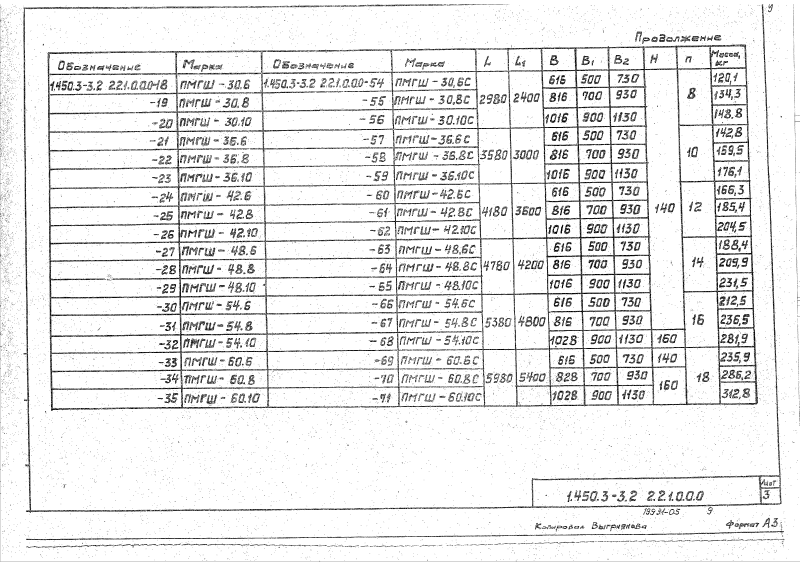 9
Продолжение
Обозначение Марка Обозначение Марка L L₁ B B₁ B₂ H n Масса, кг
1.450.3-3.2 2.2.1.0.0.0-18 ПМГШ-30.6 1.450.3-3.2 2.2.1.0.0.0-54 ПМГШ-30.6С 2980 2400 616 500 730 140 8 120,1
-19 ПМГШ-30.8 -55 ПМГШ-30.8С 816 700 930 134,3
-20 ПМГШ-30.10 -56 ПМГШ-30.10С 1016 900 1130 148,8
-21 ПМГШ-36.6 -57 ПМГШ-36.6С 3580 3000 616 500 730 10 142,8
-22 ПМГШ-36.8 -58 ПМГШ-36.8С 816 700 930 159,5
-23 ПМГШ-36.10 -59 ПМГШ-36.10С 1016 900 1130 176,1
-24 ПМГШ-42.6 -60 ПМГШ-42.6С 4180 3600 616 500 730 12 166,3
-25 ПМГШ-42.8 -61 ПМГШ-42.8С 816 700 930 185,4
-26 ПМГШ-42.10 -62 ПМГШ-42.10С 1016 900 1130 204,5
-27 ПМГШ-48.6 -63 ПМГШ-48.6С 4780 4200 616 500 730 14 188,4
-28 ПМГШ-48.8 -64 ПМГШ-48.8С 816 700 930 209,9
-29 ПМГШ-48.10 -65 ПМГШ-48.10С 1016 900 1130 231,5
-30 ПМГШ-54.6 -66 ПМГШ-54.6С 5380 4800 616 500 730 16 212,5
-31 ПМГШ-54.8 -67 ПМГШ-54.8С 816 700 930 236,5
-32 ПМГШ-54.10 -68 ПМГШ-54.10С 1028 900 1130 160 281,9
-33 ПМГШ-60.6 -69 ПМГШ-60.6С 5980 5400 616 500 730 140 18 235,9
-34 ПМГШ-60.8 -70 ПМГШ-60.8С 828 700 930 160 286,2
-35 ПМГШ-60.10 -71 ПМГШ-60.10С 1028 900 1130 312,8
1.450.3-3.2 2.2.1.0.0.0
Лист
3
19931-05 9
Копировал Выгриянова Формат А3